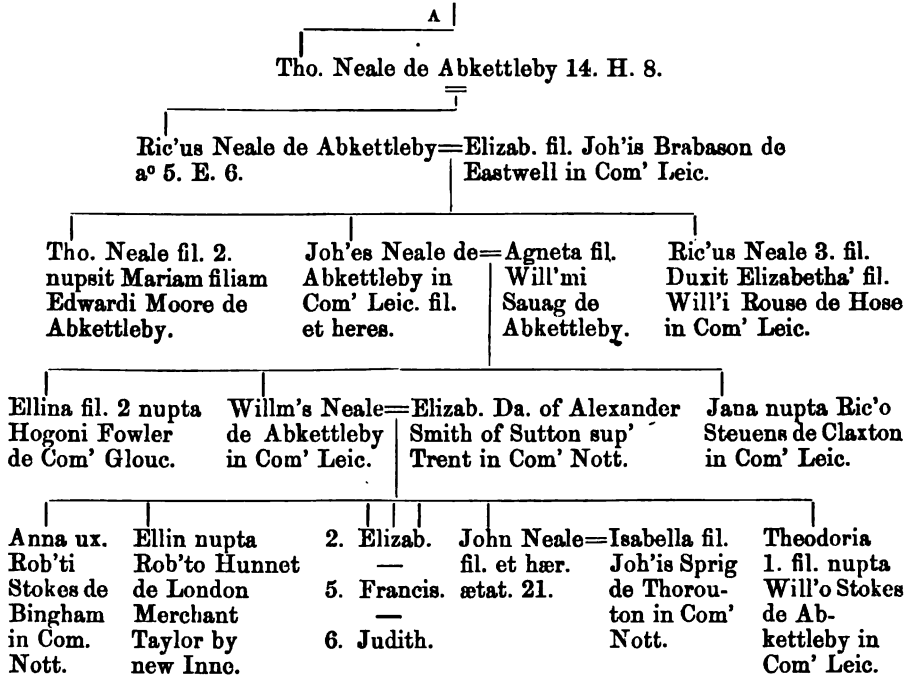 A
Tho. Neale de Abkettleby 14. H. 8.
Ric'us Neale de Abkettleby=Elizab. fil. Joh'is Brabason de
aº 5. E. 6.
Eastwell in Com' Leic.
Tho. Neale fil. 2.
nupsit Mariam filiam
Edwardi Moore de
Abkettleby.
Joh'es Neale de=Agneta fil.
Abkettleby in
Com' Leic. fil.
et heres.
Will'mi
Sauag de
Abkettleby.
Ric'us Neale 3. fil.
Duxit Elizabetha' fil.
Will'i Rouse de Hose
in Com' Leic.
Ellina fil. 2 nupta
Hogoni Fowler
de Com' Glouc.
Willm's Neale=Elizab. Da. of Alexander
de Abkettleby
in Com' Leic.
Smith of Sutton sup'
Trent in Com' Nott.
Jana nupta Ric'o
Steuens de Claxton
in Com' Leic.
Anna ux.
Rob'ti
Stokes de
Bingham
in Com.
Nott.
Ellin nupta
Rob'to Hunnet
de London
Merchant
Taylor by
new Inne.
2. Elizab.
—
5. Francis.
—
6. Judith.
John Neale=Isabella fil.
fil. et hær.
ætat. 21.
Joh'is Sprig
de Thorou-
ton in Com'
Nott.
Theodoria
1. fil. nupta
Will'o Stokes
de Ab-
kettleby in
Com' Leic.